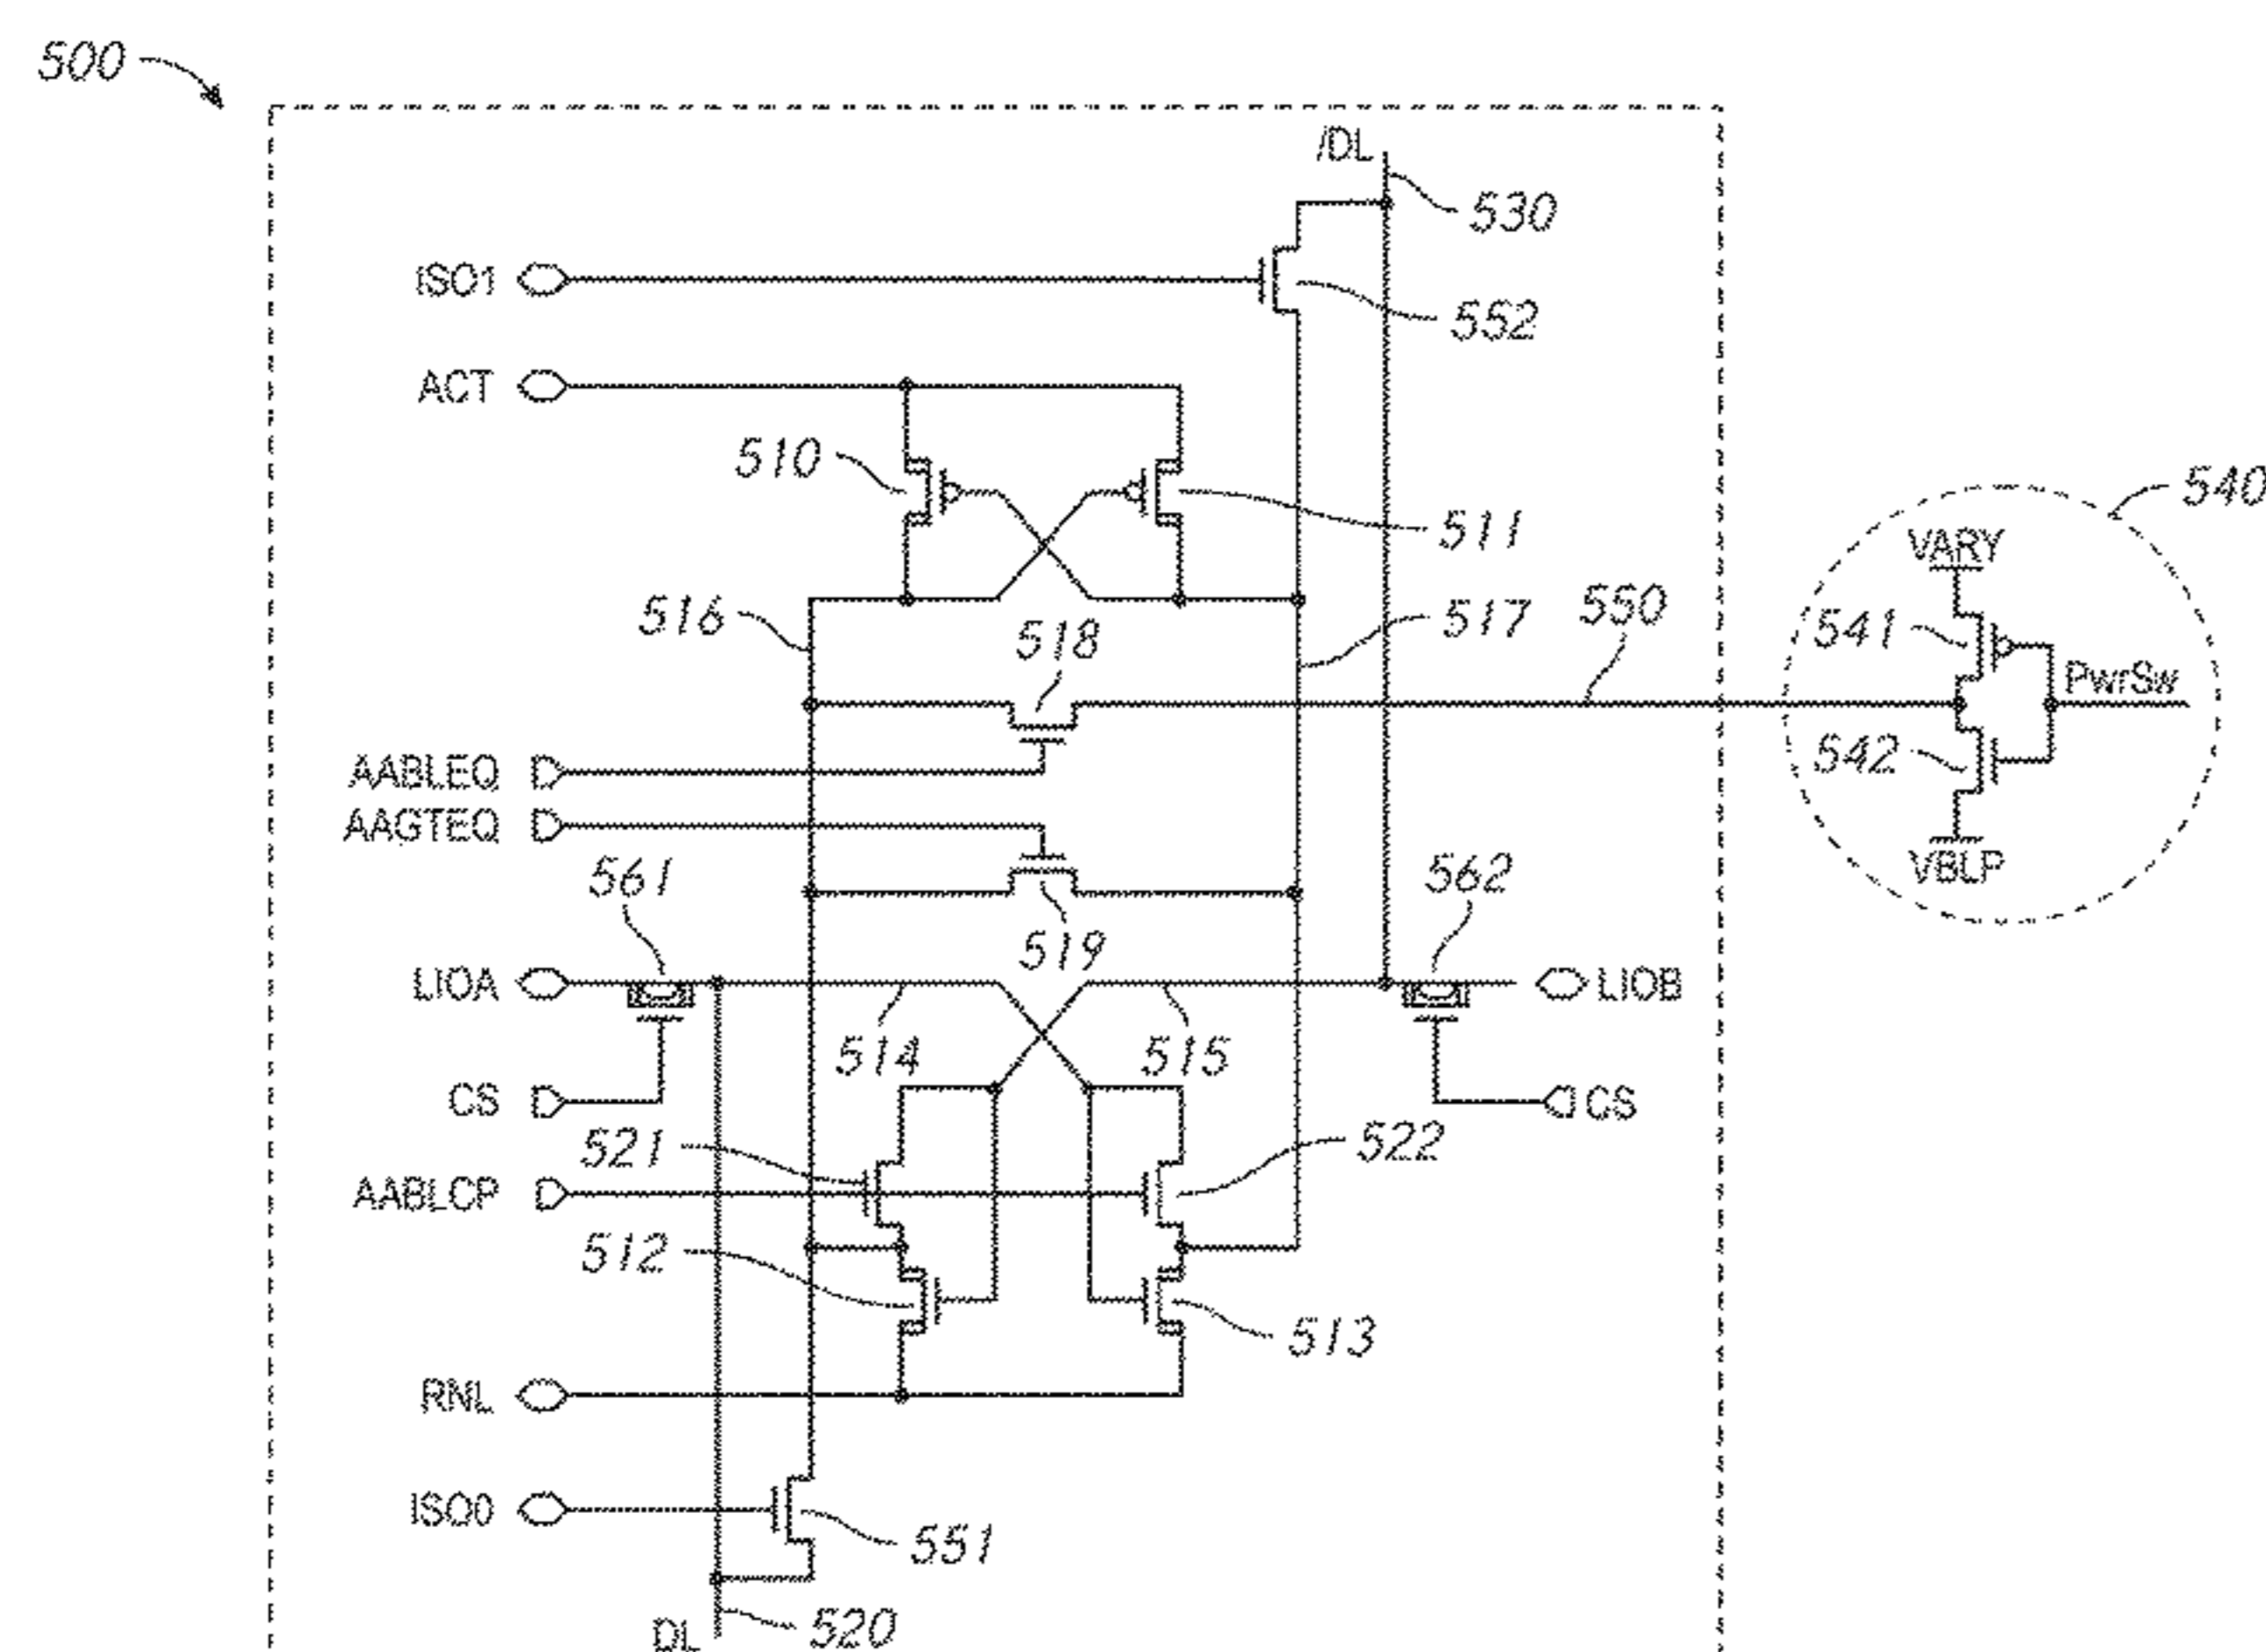 500
/DL
530
ISO1
552
ACT
510
540
VARY
511
541
516
518
517
550
PwrSw
AABLEQ
542
AAGTEQ
VBLP
561
562
519
LIOA
LIOB
514
515
CS
CS
521
522
AABLCP
512
513
RNL
ISO0
551
520
DL